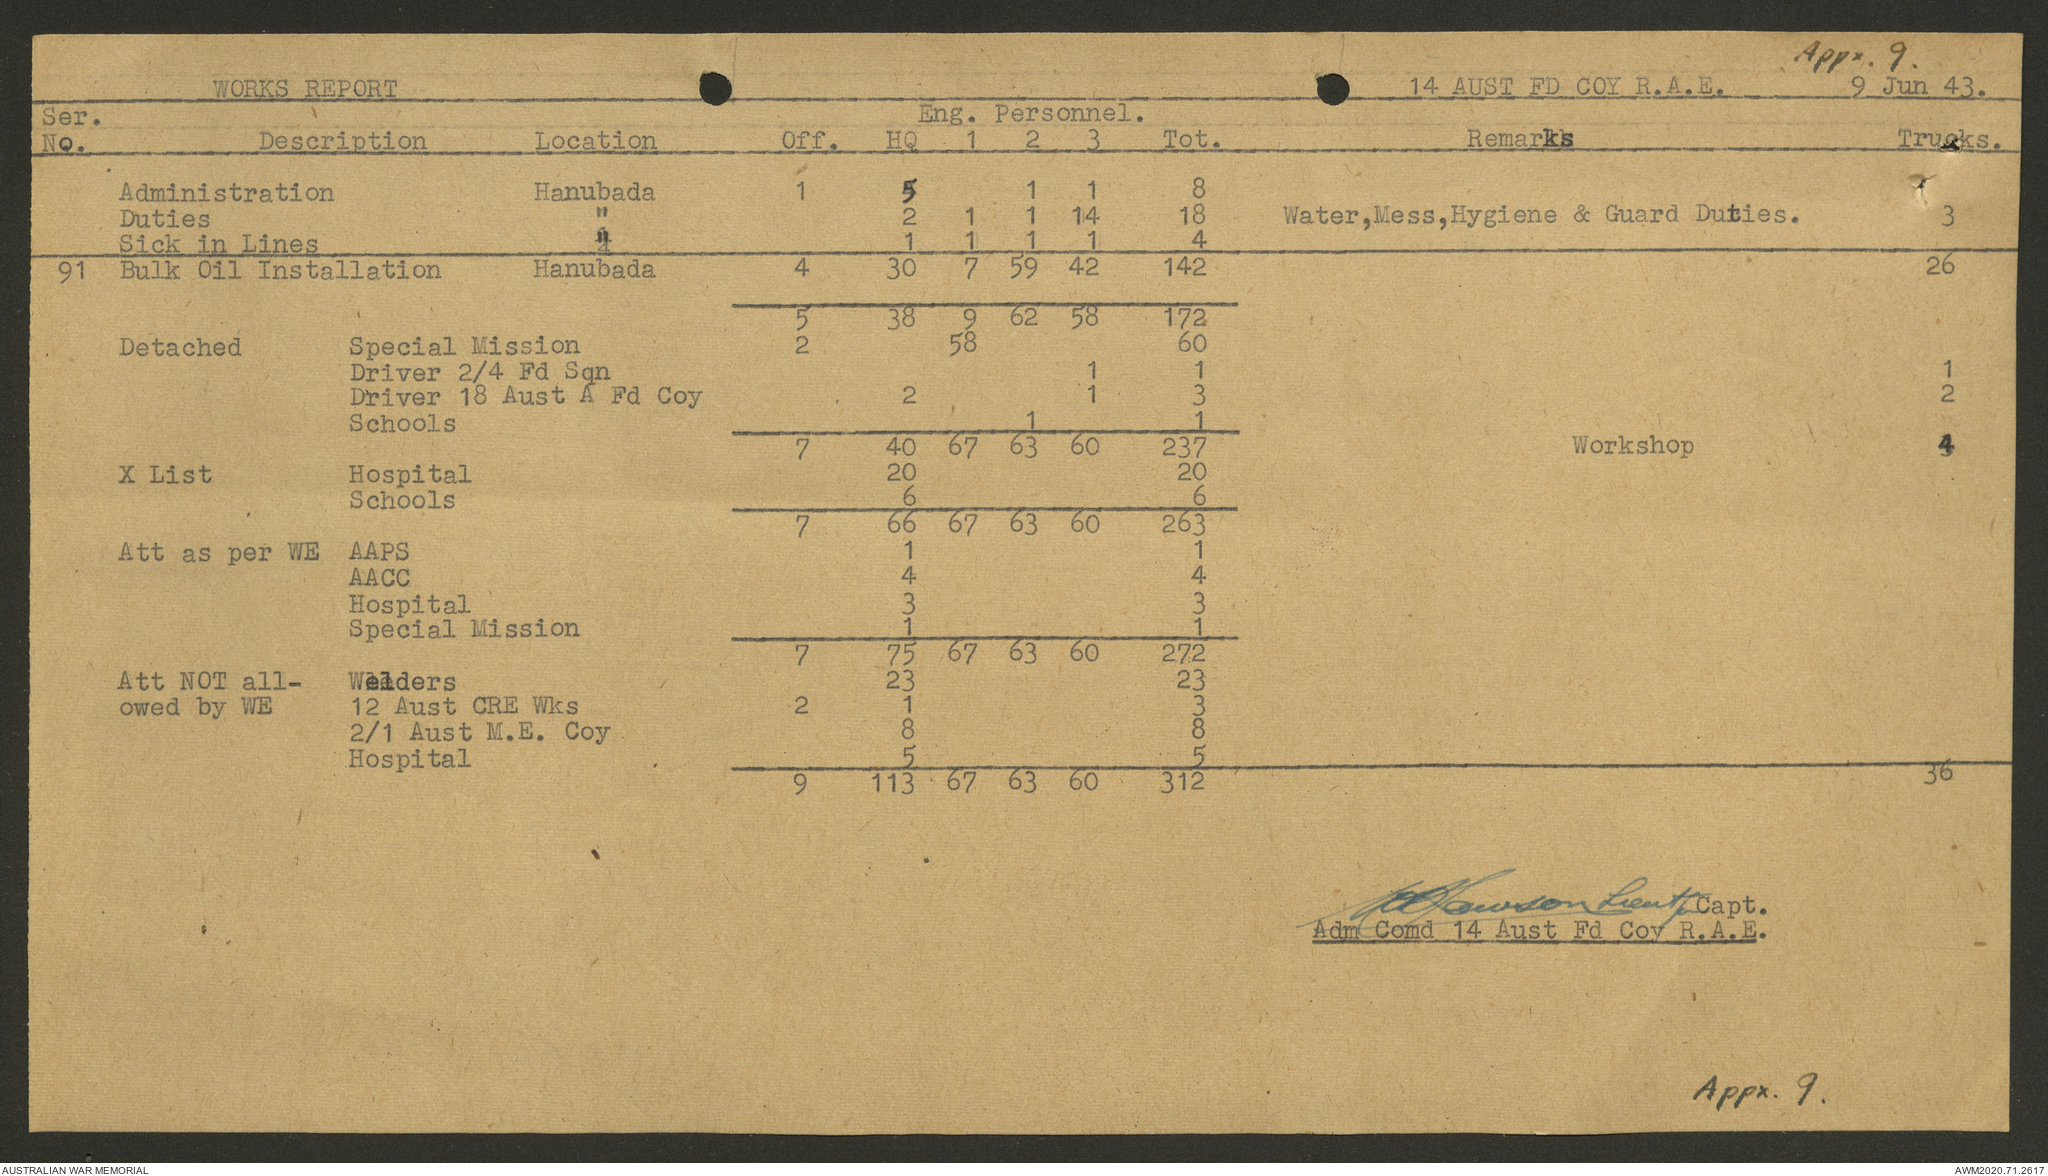 Appx. 9.
WORKS REPORT 14 AUST FD COY R.A.E. 9 Jun 43.
Ser. Eng. Personnel.
No. Description Location Off. HQ 1 2 3 Tot. Remarks Trucks.
Administration Hanubada 1 5 1 1 8
Duties " 2 1 1 14 18 Water,Mess,Hygiene & Guard Duties. 3
Sick in Lines " 1 1 1 1 4
91 Bulk Oil Installation Hanubada 4 30 7 59 42 142 26
5 38 9 62 58 172
Detached Special Mission 2 58 60
Driver 2/4 Fd Sqn 1 1 1
Driver 18 Aust A Fd Coy 2 1 3 2
Schools 1 1
7 40 67 63 60 237 Workshop 4
X List Hospital 20 20
Schools 6 6
7 66 67 63 60 263
Att as per WE AAPS 1 1
AACC 4 4
Hospital 3 3
Special Mission 1 1
7 75 67 63 60 272
Att NOT all- Welders 23 23
owed by WE 12 Aust CRE Wks 2 1 3
2/1 Aust M.E. Coy 8 8
Hospital 5 5
9 113 67 63 60 312 36
Lawson Lieut Capt.
Adm Comd 14 Aust Fd Coy R.A.E.
Appx. 9.
AUSTRALIAN WAR MEMORIAL AWM2020.71.2617